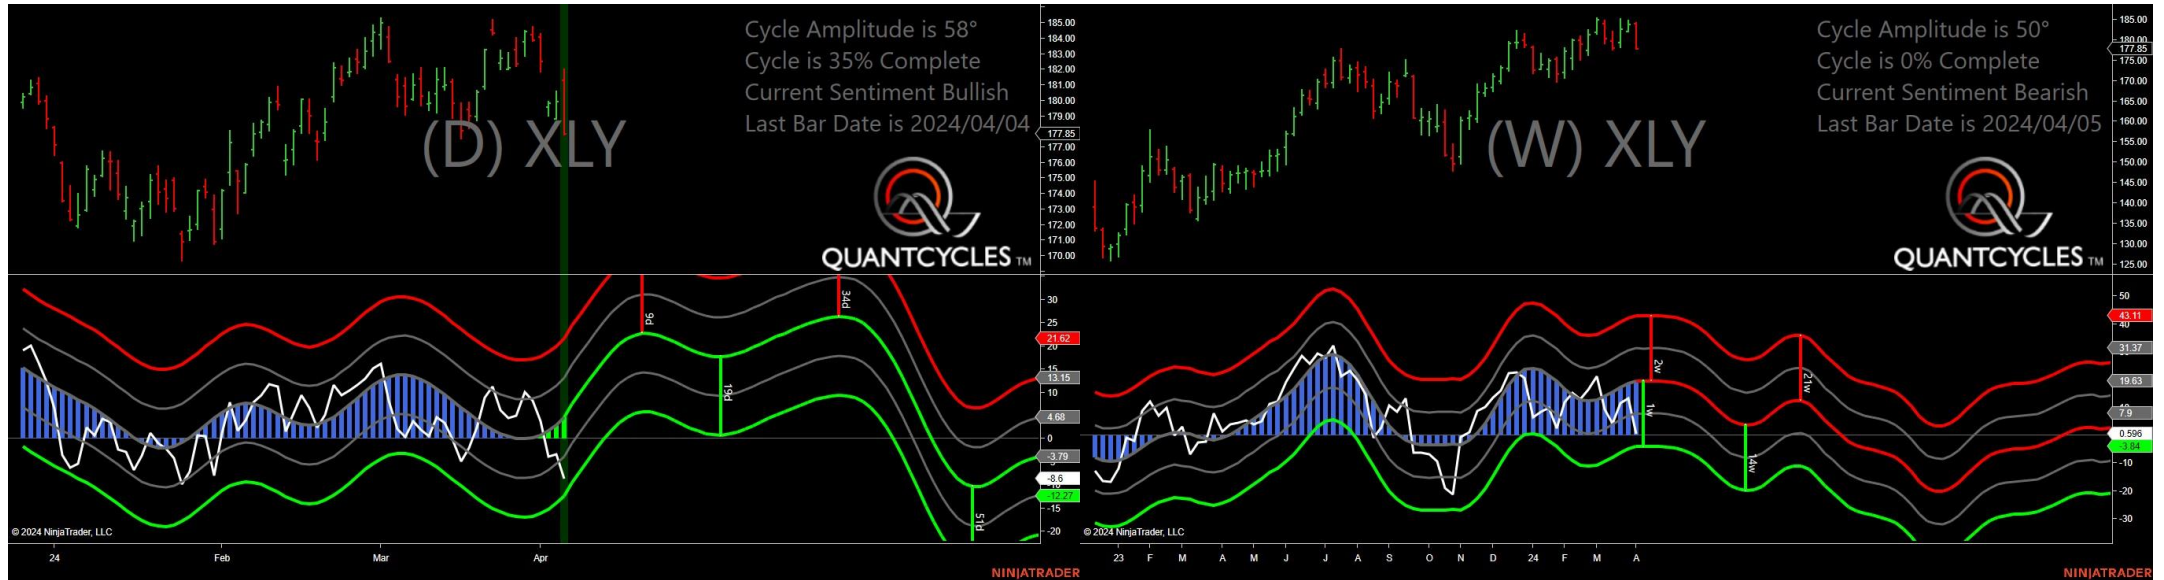 Cycle Amplitude is 58°
Cycle is 35% Complete
Current Sentiment Bullish
Last Bar Date is 2024/04/04
(D) XLY
QUANTCYCLES TM
185.00
184.00
183.00
182.00
181.00
180.00
179.00
177.85
177.00
176.00
175.00
174.00
173.00
172.00
171.00
170.00
9d
19d
34d
51d
30
25
21.62
20
15
13.15
10
4.68
0
-3.79
-8.6
-10
-12.27
-15
-20
© 2024 NinjaTrader, LLC
24
Feb
Mar
Apr
NINJATRADER
Cycle Amplitude is 50°
Cycle is 0% Complete
Current Sentiment Bearish
Last Bar Date is 2024/04/05
(W) XLY
QUANTCYCLES TM
185.00
180.00
177.85
175.00
170.00
165.00
160.00
155.00
150.00
145.00
140.00
135.00
130.00
125.00
2w
1w
14w
21w
50
43.11
40
31.37
19.63
7.9
0.596
-3.84
-10
-20
-30
© 2024 NinjaTrader, LLC
23
F
M
A
M
J
J
A
S
O
N
D
24
F
M
A
NINJATRADER